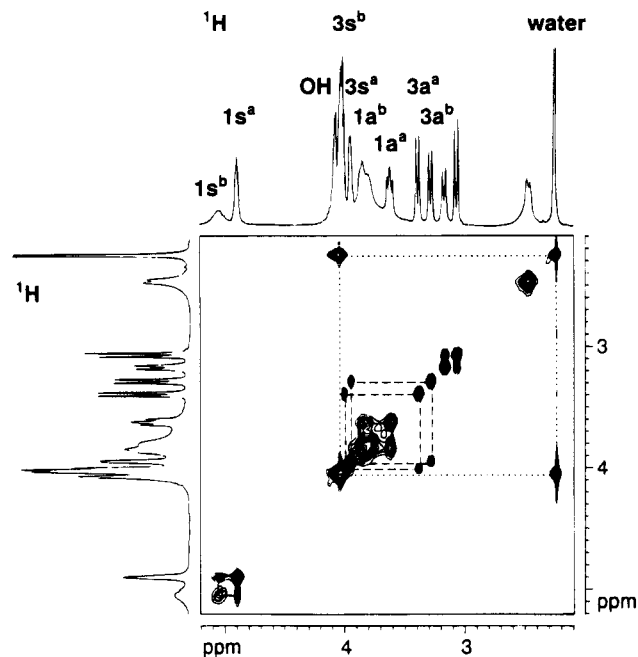 ¹H
3sᵇ
water
OH
3sᵃ
3aᵃ
1sᵃ
1aᵇ
3aᵇ
1aᵃ
1sᵇ
¹H
3
4
ppm
ppm
4
3